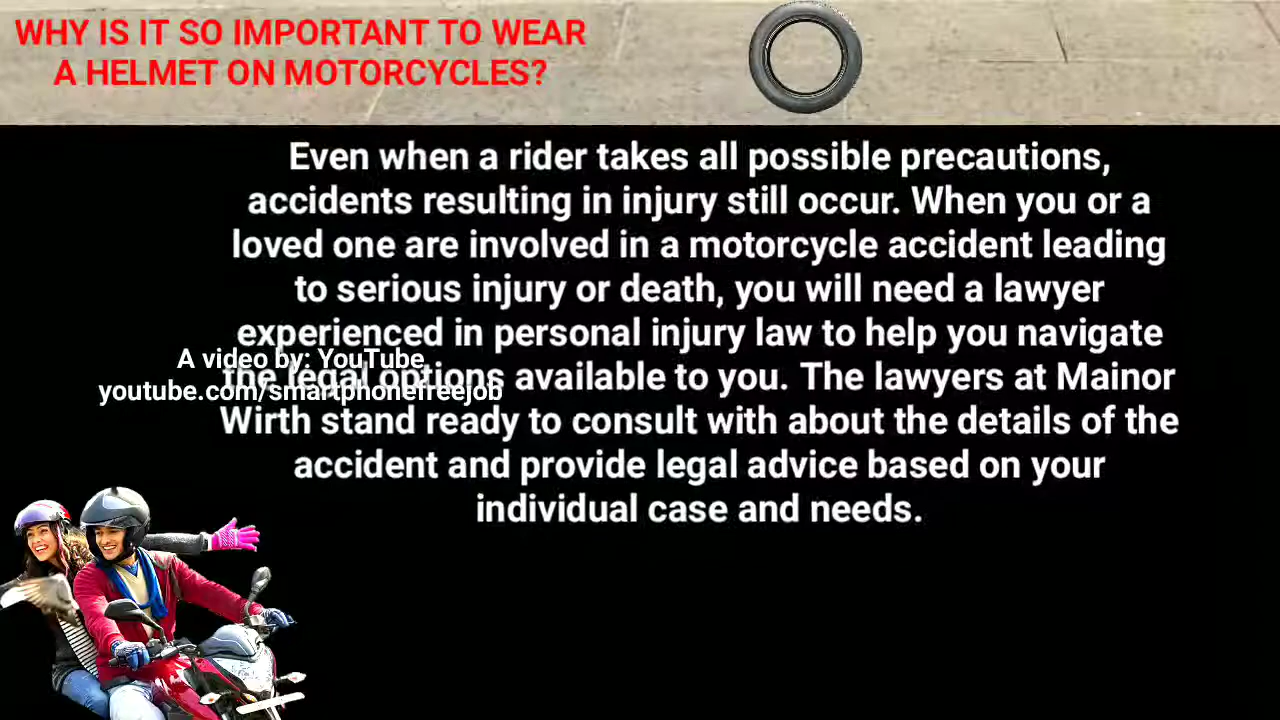 WHY IS IT SO IMPORTANT TO WEAR
A HELMET ON MOTORCYCLES?
Even when a rider takes all possible precautions,
accidents resulting in injury still occur. When you or a
loved one are involved in a motorcycle accident leading
to serious injury or death, you will need a lawyer
experienced in personal injury law to help you navigate
the legal options available to you. The lawyers at Mainor
Wirth stand ready to consult with about the details of the
accident and provide legal advice based on your
individual case and needs.
A video by: YouTube
youtube.com/smartphonefreejob